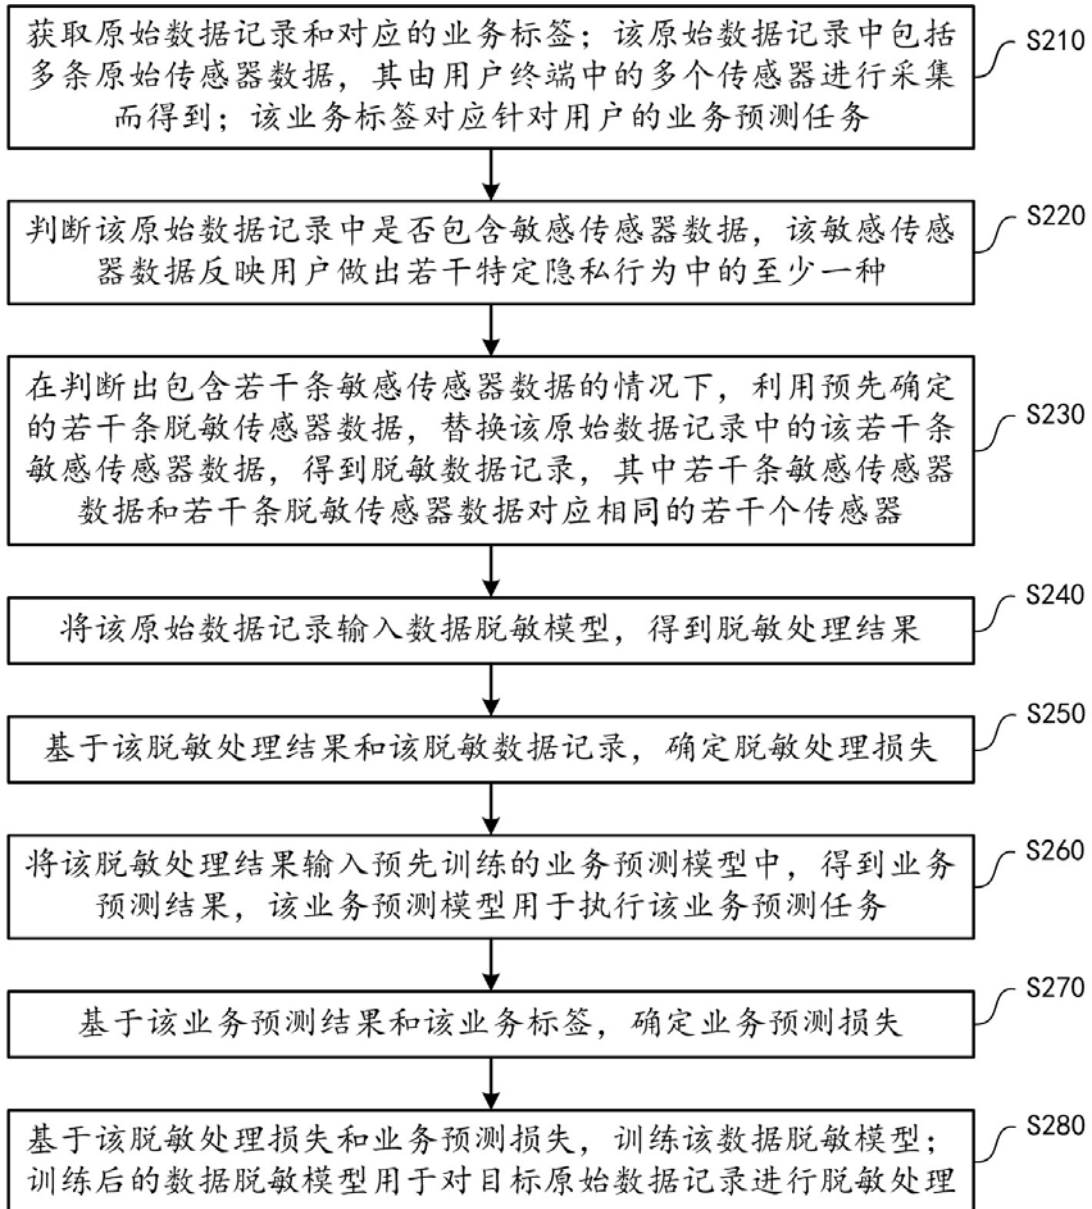 获取原始数据记录和对应的业务标签；该原始数据记录中包括
多条原始传感器数据，其由用户终端中的多个传感器进行采集
而得到；该业务标签对应针对用户的业务预测任务
S210
判断该原始数据记录中是否包含敏感传感器数据，该敏感传感
器数据反映用户做出若干特定隐私行为中的至少一种
S220
在判断出包含若干条敏感传感器数据的情况下，利用预先确定
的若干条脱敏传感器数据，替换该原始数据记录中的该若干条
敏感传感器数据，得到脱敏数据记录，其中若干条敏感传感器
数据和若干条脱敏传感器数据对应相同的若干个传感器
S230
将该原始数据记录输入数据脱敏模型，得到脱敏处理结果
S240
基于该脱敏处理结果和该脱敏数据记录，确定脱敏处理损失
S250
将该脱敏处理结果输入预先训练的业务预测模型中，得到业务
预测结果，该业务预测模型用于执行该业务预测任务
S260
基于该业务预测结果和该业务标签，确定业务预测损失
S270
基于该脱敏处理损失和业务预测损失，训练该数据脱敏模型；
训练后的数据脱敏模型用于对目标原始数据记录进行脱敏处理
S280